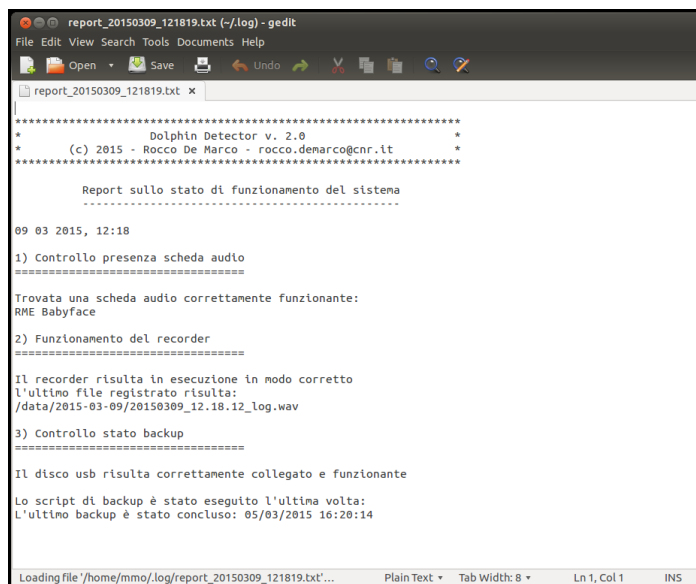 report_20150309_121819.txt (~/.log) - gedit
File Edit View Search Tools Documents Help
Open Save Undo
report_20150309_121819.txt ×
*****************************************************************
* Dolphin Detector v. 2.0 *
* (c) 2015 - Rocco De Marco - rocco.demarco@cnr.it *
*****************************************************************
Report sullo stato di funzionamento del sistema
-----------------------------------------------
09 03 2015, 12:18
1) Controllo presenza scheda audio
==================================
Trovata una scheda audio correttamente funzionante:
RME Babyface
2) Funzionamento del recorder
==================================
Il recorder risulta in esecuzione in modo corretto
l'ultimo file registrato risulta:
/data/2015-03-09/20150309_12.18.12_log.wav
3) Controllo stato backup
==================================
Il disco usb risulta correttamente collegato e funzionante
Lo script di backup è stato eseguito l'ultima volta:
L'ultimo backup è stato concluso: 05/03/2015 16:20:14
Loading file '/home/mmo/.log/report_20150309_121819.txt'... Plain Text Tab Width: 8 Ln 1, Col 1 INS